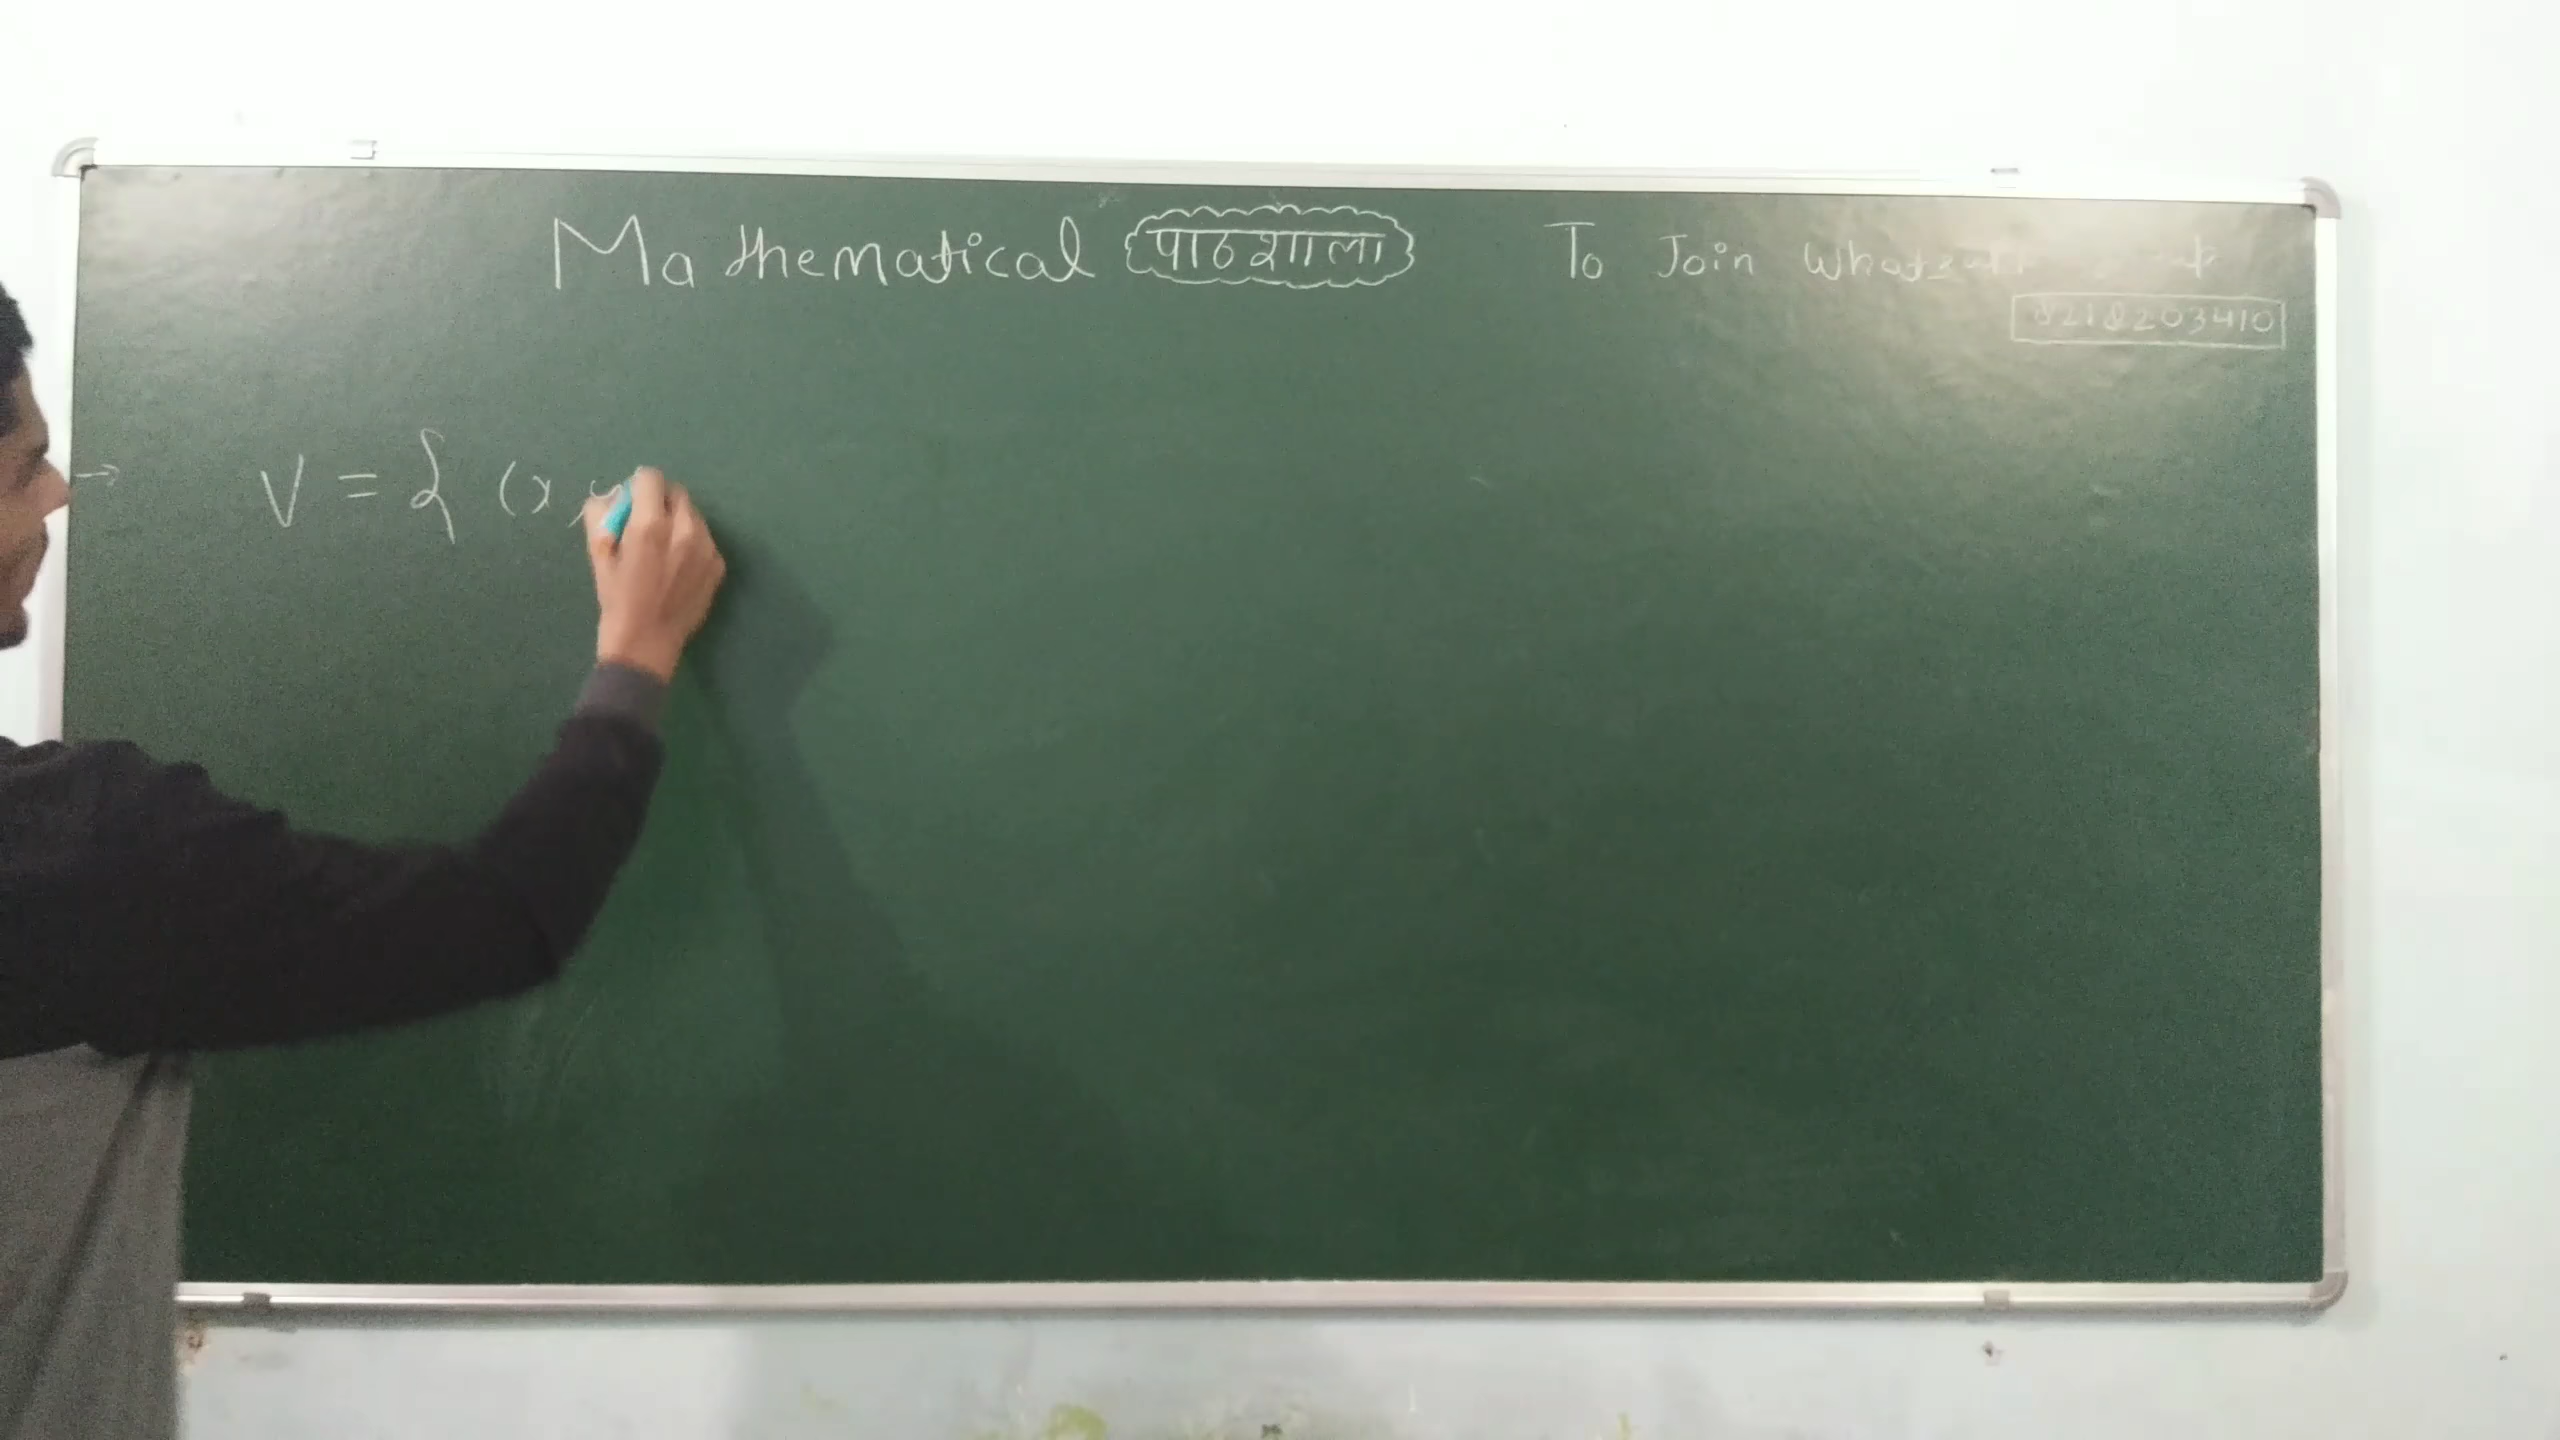 Mathematical पाठशाला To Join Whatsapp
8218203410
→ V = { (x, y